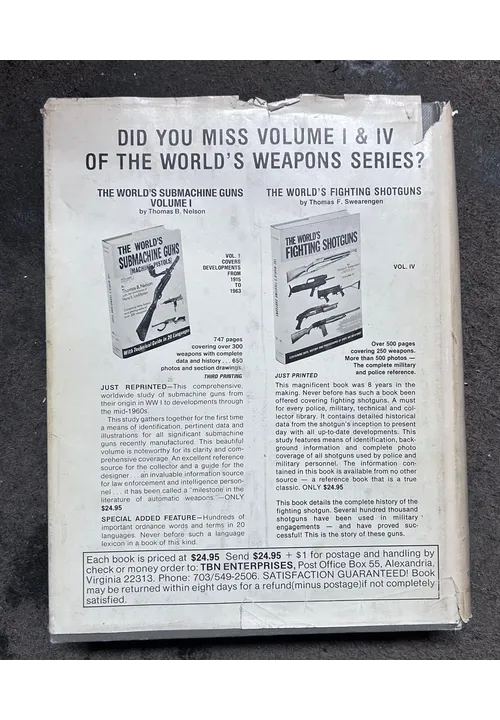 DID YOU MISS VOLUME I & IV
OF THE WORLD'S WEAPONS SERIES?
THE WORLD'S SUBMACHINE GUNS
VOLUME I
by Thomas B. Nelson
THE WORLD'S
SUBMACHINE GUNS
(MACHINE PISTOLS)
Thomas B. Nelson
With Technical Guide in 20 Languages
VOL. 1
COVERS
DEVELOPMENTS
FROM
1915
TO
1963
747 pages
covering over 300
weapons with complete
data and history . . . 650
photos and section drawings.
THIRD PRINTING
JUST REPRINTED—This comprehensive,
worldwide study of submachine guns from
their origin in WW I to developments through
the mid-1960s.
This study gathers together for the first time
a means of identification, pertinent data and
illustrations for all significant submachine
guns recently manufactured. This beautiful
volume is noteworthy for its clarity and com-
prehensive coverage. An excellent reference
source for the collector and a guide for the
designer . . . an invaluable information source
for law enforcement and intelligence person-
nel . . . it has been called a "milestone in the
literature of automatic weapons."—ONLY
$24.95
SPECIAL ADDED FEATURE—Hundreds of
important ordnance words and terms in 20
languages. Never before such a language
lexicon in a book of this kind.
THE WORLD'S FIGHTING SHOTGUNS
by Thomas F. Swearengen
THE WORLD'S
FIGHTING SHOTGUNS
VOL. IV
Over 500 pages
covering 250 weapons.
More than 500 photos —
The complete military
and police reference.
JUST PRINTED
This magnificent book was 8 years in the
making. Never before has such a book been
offered covering fighting shotguns. A must
for every police, military, technical and col-
lector library. It contains detailed historical
data from the shotgun's inception to present
day with all up-to-date developments. This
study features means of identification, back-
ground information and complete photo
coverage of all shotguns used by police and
military personnel. The information con-
tained in this book is available from no other
source — a reference book that is a true
classic. ONLY $24.95
This book details the complete history of the
fighting shotgun. Several hundred thousand
shotguns have been used in military
engagements — and have proved suc-
cessful! This is the story of these guns.
Each book is priced at $24.95 Send $24.95 + $1 for postage and handling by
check or money order to: TBN ENTERPRISES, Post Office Box 55, Alexandria,
Virginia 22313. Phone: 703/549-2506. SATISFACTION GUARANTEED! Book
may be returned within eight days for a refund(minus postage)if not completely
satisfied.